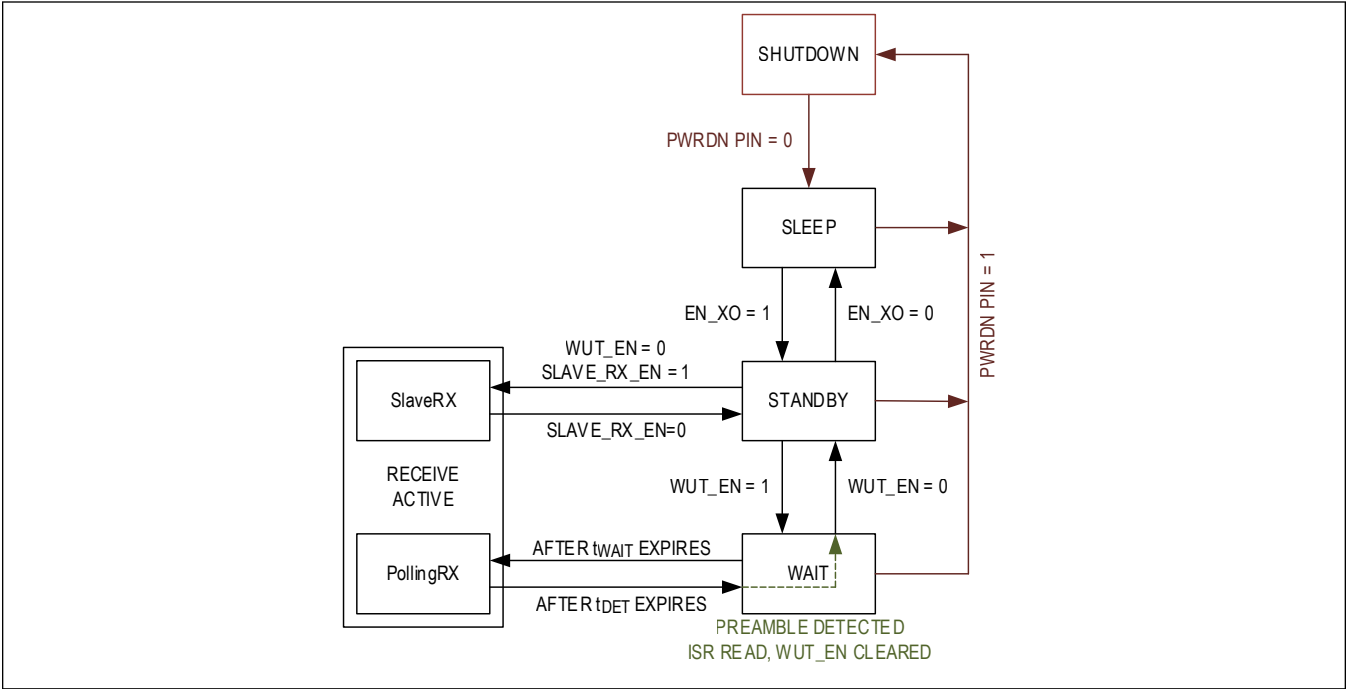 SHUTDOWN
PWRDN PIN = 0
SLEEP
PWRDN PIN = 1
EN_XO = 1
EN_XO = 0
WUT_EN = 0
SLAVE_RX_EN = 1
SlaveRX
STANDBY
SLAVE_RX_EN=0
RECEIVE
ACTIVE
WUT_EN = 1
WUT_EN = 0
AFTER tWAIT EXPIRES
PollingRX
WAIT
AFTER tDET EXPIRES
PREAMBLE DETECTED
ISR READ, WUT_EN CLEARED